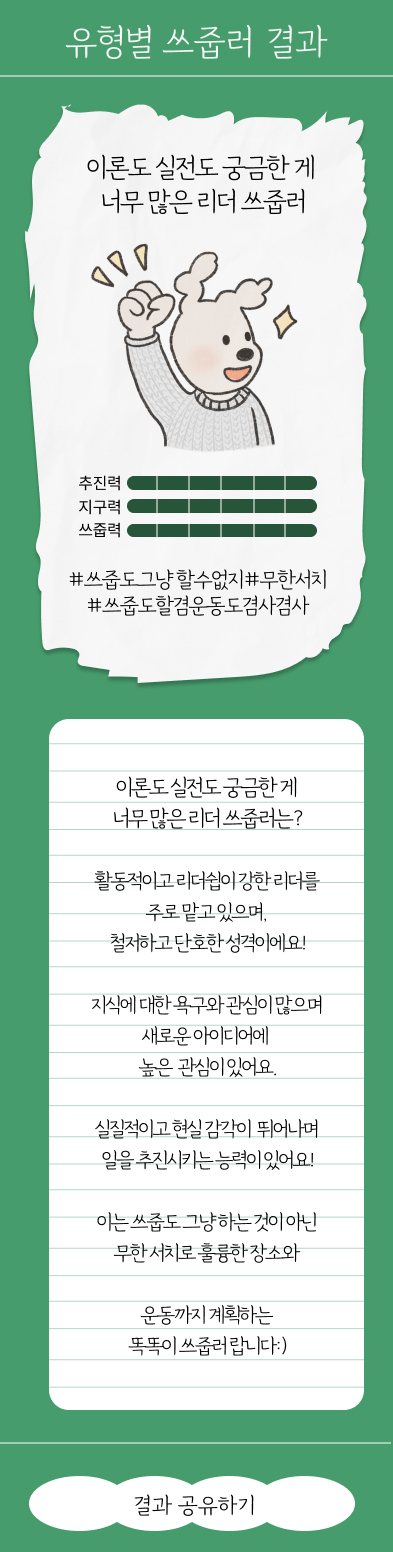 유형별 쓰줍러 결과
이론도 실전도 궁금한 게
너무 많은 리더 쓰줍러
추진력
지구력
쓰줍력
#쓰줍도그냥 할수없지#무한서치
#쓰줍도할겸운동도겸사겸사
이론도 실전도 궁금한 게
너무 많은 리더 쓰줍러는?
활동적이고 리더쉽이 강한 리더를
주로 맡고 있으며,
철저하고 단호한 성격이에요!
지식에 대한 욕구와 관심이 많으며
새로운 아이디어에
높은 관심이 있어요.
실질적이고 현실 감각이 뛰어나며
일을 추진시키는 능력이 있어요!
이는 쓰줍도 그냥 하는 것이 아닌
무한 서치로 훌륭한 장소와
운동까지 계획하는
똑똑이 쓰줍러 랍니다:)
결과 공유하기